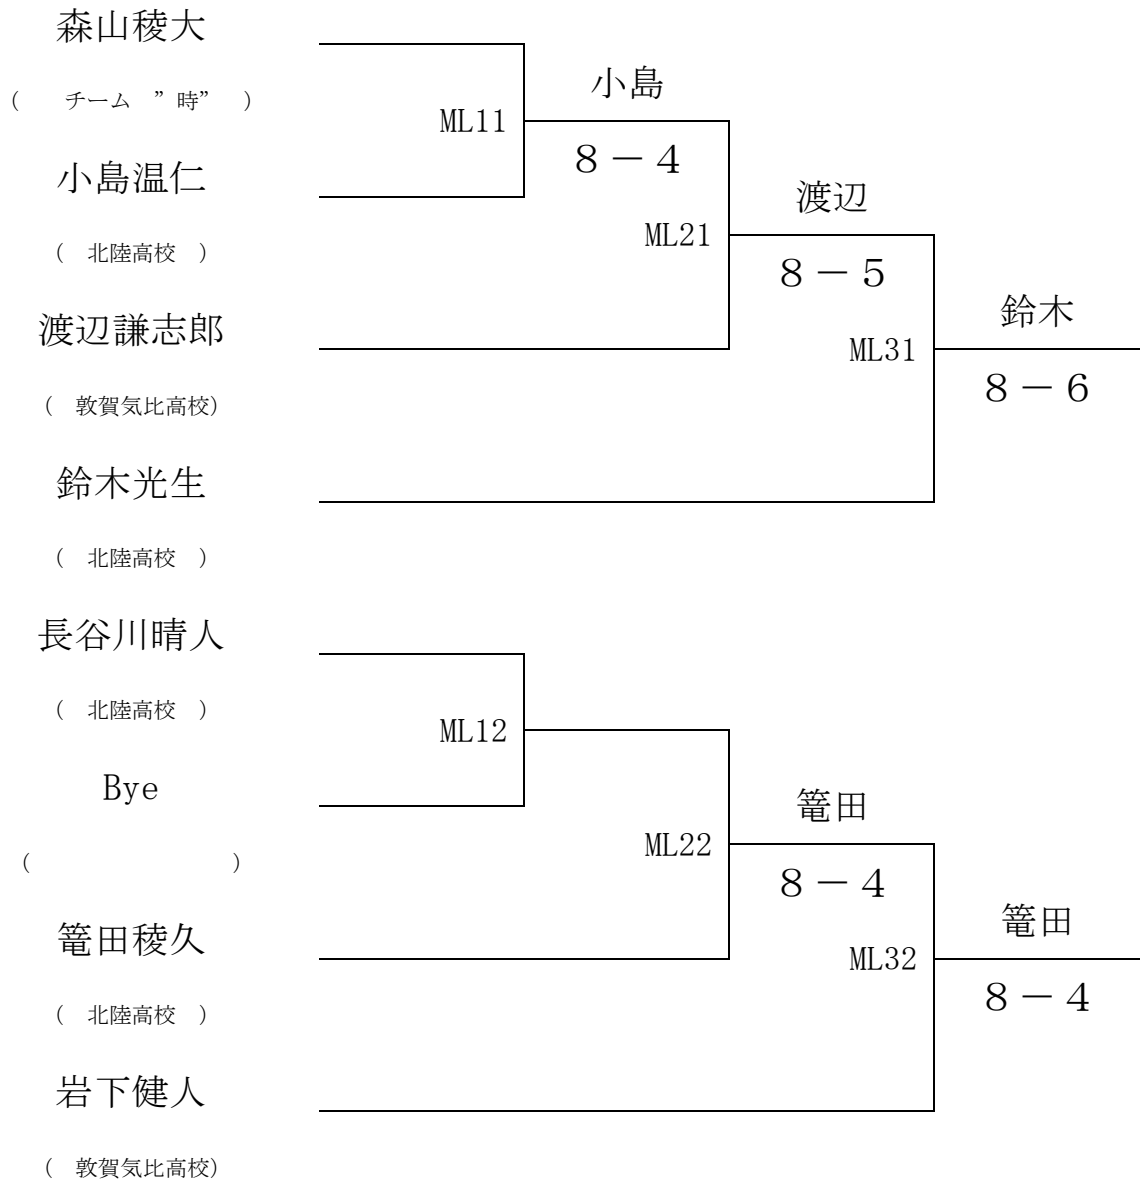 森山稜大
(　　チーム　”時”　)
ML11
小島
８－４
小島温仁
(　北陸高校　)
ML21
渡辺
８－５
渡辺謙志郎
(　敦賀気比高校)
ML31
鈴木
８－６
鈴木光生
(　北陸高校　)
長谷川晴人
(　北陸高校　)
ML12
Bye
(　　　　　　　　　)
ML22
篭田
８－４
篭田稜久
(　北陸高校　)
ML32
篭田
８－４
岩下健人
(　敦賀気比高校)